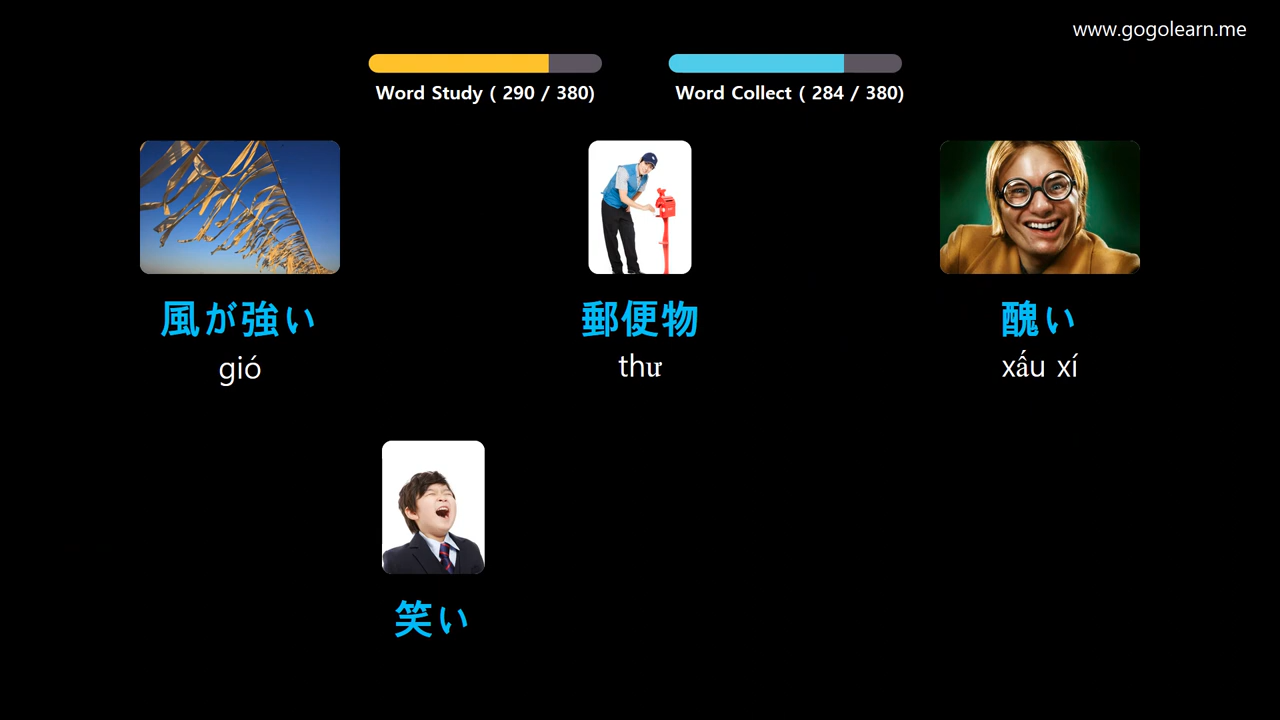 www.gogolearn.me
Word Study ( 290 / 380)
Word Collect ( 284 / 380)
風が強い
gió
郵便物
thư
醜い
xấu xí
笑い